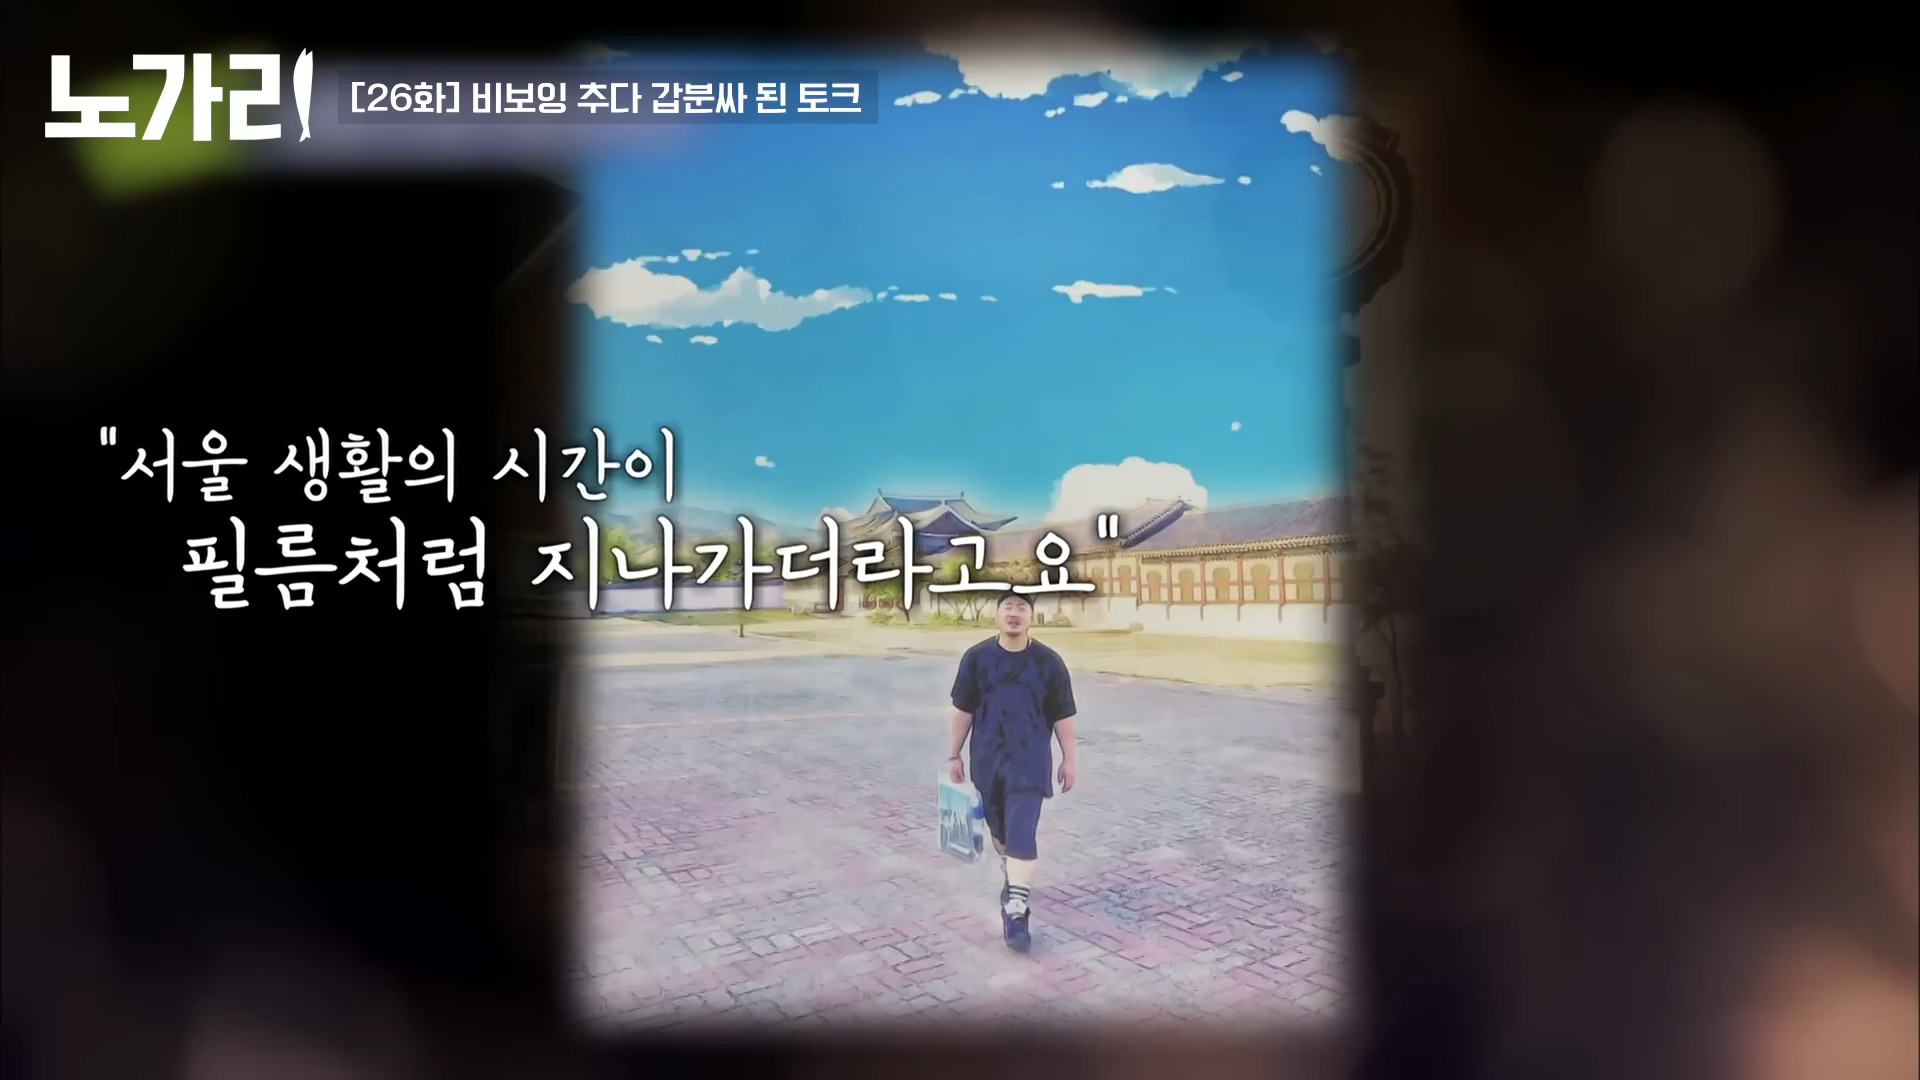 노가리
[26화] 비보잉 추다 갑분싸 된 토크
"서울 생활의 시간이
필름처럼 지나가더라고요"